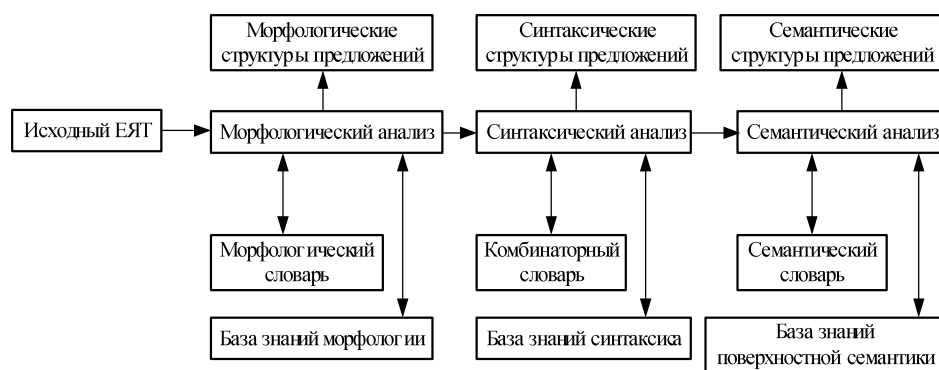 Морфологические
структуры предложений
Синтаксические
структуры предложений
Семантические
структуры предложений
Исходный ЕЯТ
Морфологический анализ
Синтаксический анализ
Семантический анализ
Морфологический
словарь
Комбинаторный
словарь
Семантический
словарь
База знаний морфологии
База знаний синтаксиса
База знаний
поверхностной семантики